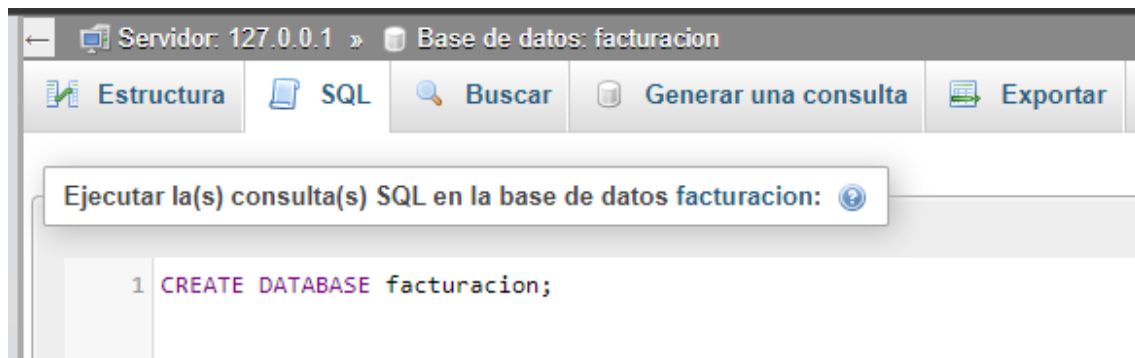 ← Servidor: 127.0.0.1 » Base de datos: facturacion
Estructura SQL Buscar Generar una consulta Exportar
Ejecutar la(s) consulta(s) SQL en la base de datos facturacion:
1 CREATE DATABASE facturacion;